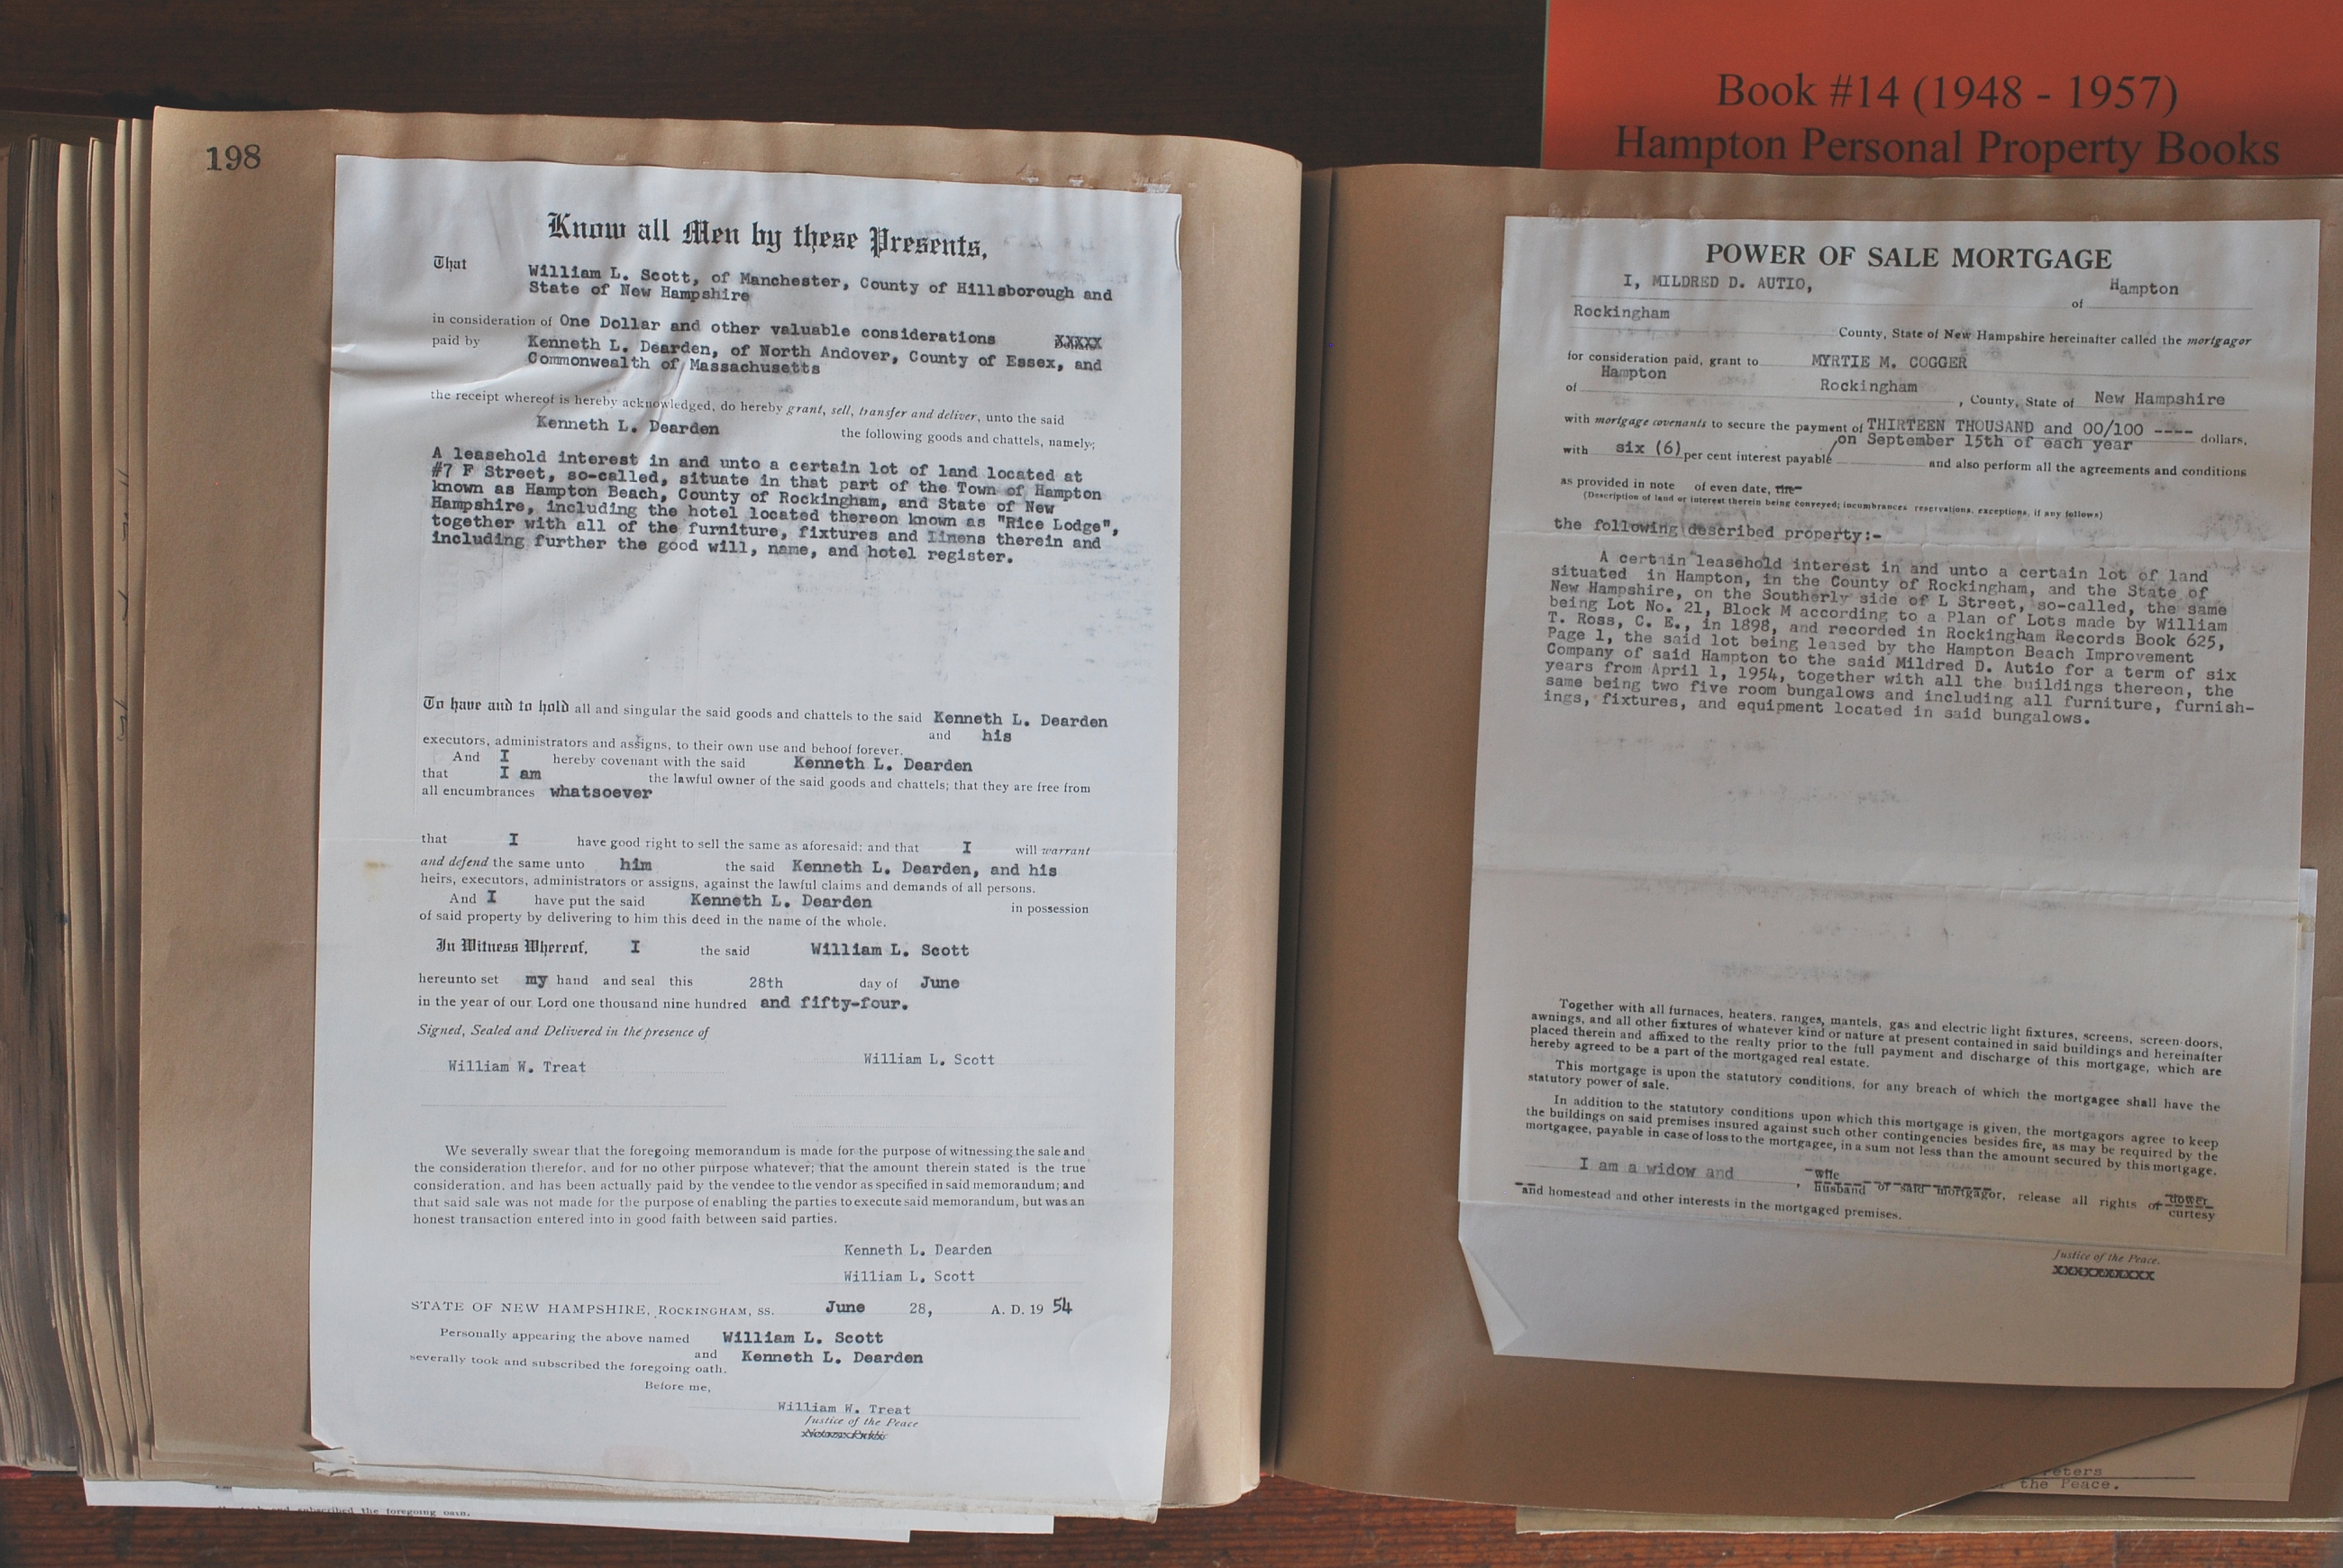 Book #14 (1948 - 1957)
Hampton Personal Property Books
198
Know all Men by these Presents,
That William L. Scott, of Manchester, County of Hillsborough and
State of New Hampshire
in consideration of One Dollar and other valuable considerations XXXXX
paid by Kenneth L. Dearden, of North Andover, County of Essex, and
Commonwealth of Massachusetts
the receipt whereof is hereby acknowledged, do hereby grant, sell, transfer and deliver, unto the said
Kenneth L. Dearden the following goods and chattels, namely;
A leasehold interest in and unto a certain lot of land located at
#7 F Street, so-called, situate in that part of the Town of Hampton
known as Hampton Beach, County of Rockingham, and State of New
Hampshire, including the hotel located thereon known as "Rice Lodge",
together with all of the furniture, fixtures and linens therein and
including further the good will, name, and hotel register.
To have and to hold all and singular the said goods and chattels to the said Kenneth L. Dearden
and his
executors, administrators and assigns, to their own use and behoof forever.
And I hereby covenant with the said Kenneth L. Dearden
that I am the lawful owner of the said goods and chattels; that they are free from
all encumbrances whatsoever
that I have good right to sell the same as aforesaid; and that I will warrant
and defend the same unto him the said Kenneth L. Dearden, and his
heirs, executors, administrators or assigns, against the lawful claims and demands of all persons.
And I have put the said Kenneth L. Dearden in possession
of said property by delivering to him this deed in the name of the whole.
In Witness Whereof, I the said William L. Scott
hereunto set my hand and seal this 28th day of June
in the year of our Lord one thousand nine hundred and fifty-four.
Signed, Sealed and Delivered in the presence of
William W. Treat William L. Scott
We severally swear that the foregoing memorandum is made for the purpose of witnessing the sale and
the consideration therefor, and for no other purpose whatever; that the amount therein stated is the true
consideration, and has been actually paid by the vendee to the vendor as specified in said memorandum; and
that said sale was not made for the purpose of enabling the parties to execute said memorandum, but was an
honest transaction entered into in good faith between said parties.
Kenneth L. Dearden
William L. Scott
STATE OF NEW HAMPSHIRE, ROCKINGHAM, SS. June 28, A. D. 19 54
Personally appearing the above named William L. Scott
and Kenneth L. Dearden
severally took and subscribed the foregoing oath.
Before me,
William W. Treat
Justice of the Peace
subscribed the foregoing oath.
POWER OF SALE MORTGAGE
I, MILDRED D. AUTIO, of Hampton
Rockingham County, State of New Hampshire hereinafter called the mortgagor
for consideration paid, grant to MYRTIE M. COGGER
of Hampton Rockingham , County, State of New Hampshire
with mortgage covenants to secure the payment of THIRTEEN THOUSAND and 00/100 ---- dollars,
with six (6) per cent interest payable on September 15th of each year and also perform all the agreements and conditions
as provided in note of even date, the
(Description of land or interest therein being conveyed; incumbrances reservations, exceptions, if any follows)
the following described property:-
A certain leasehold interest in and unto a certain lot of land
situated in Hampton, in the County of Rockingham, and the State of
New Hampshire, on the Southerly side of L Street, so-called, the same
being Lot No. 21, Block M according to a Plan of Lots made by William
T. Ross, C. E., in 1898, and recorded in Rockingham Records Book 625,
Page 1, the said lot being leased by the Hampton Beach Improvement
Company of said Hampton to the said Mildred D. Autio for a term of six
years from April 1, 1954, together with all the buildings thereon, the
same being two five room bungalows and including all furniture, furnish-
ings, fixtures, and equipment located in said bungalows.
Together with all furnaces, heaters, ranges, mantels, gas and electric light fixtures, screens, screen doors,
awnings, and all other fixtures of whatever kind or nature at present contained in said buildings and hereinafter
placed therein and affixed to the realty prior to the full payment and discharge of this mortgage, which are
hereby agreed to be a part of the mortgaged real estate.
This mortgage is upon the statutory conditions, for any breach of which the mortgagee shall have the
statutory power of sale.
In addition to the statutory conditions upon which this mortgage is given, the mortgagors agree to keep
the buildings on said premises insured against such other contingencies besides fire, as may be required by the
mortgagee, payable in case of loss to the mortgagee, in a sum not less than the amount secured by this mortgage.
I am a widow and , wife
husband of said mortgagor, release all rights of dower
curtesy
and homestead and other interests in the mortgaged premises.
Justice of the Peace.
XXXXXXXXXX
Peters
the Peace.